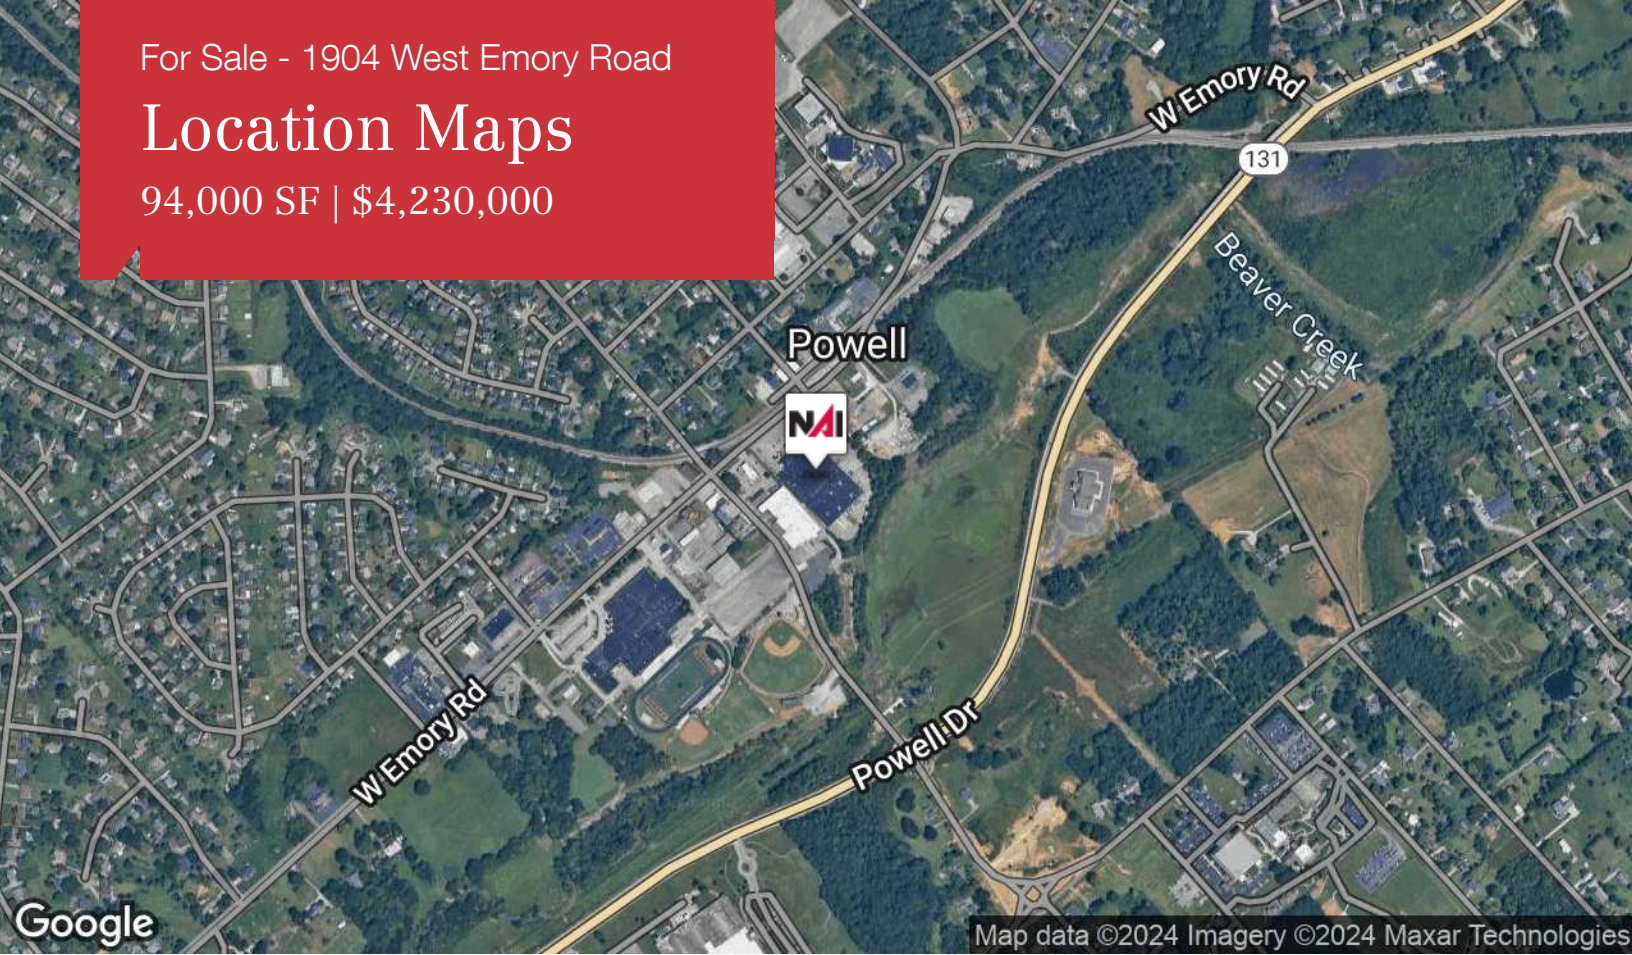 For Sale - 1904 West Emory Road
Location Maps
94,000 SF | $4,230,000
W Emory Rd
131
Beaver Creek
Powell
NAI
W Emory Rd
Powell Dr
Google
Map data ©2024 Imagery ©2024 Maxar Technologies